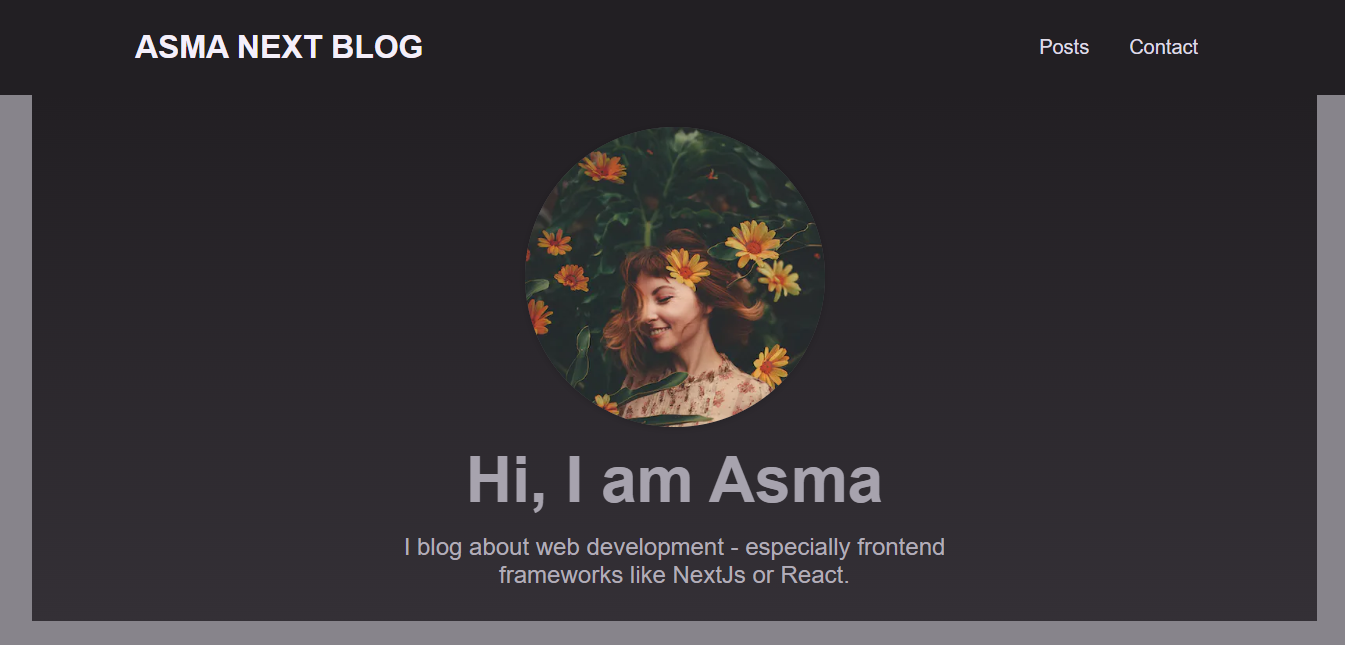 ASMA NEXT BLOG
Posts
Contact
Hi, I am Asma
I blog about web development - especially frontend
frameworks like NextJs or React.